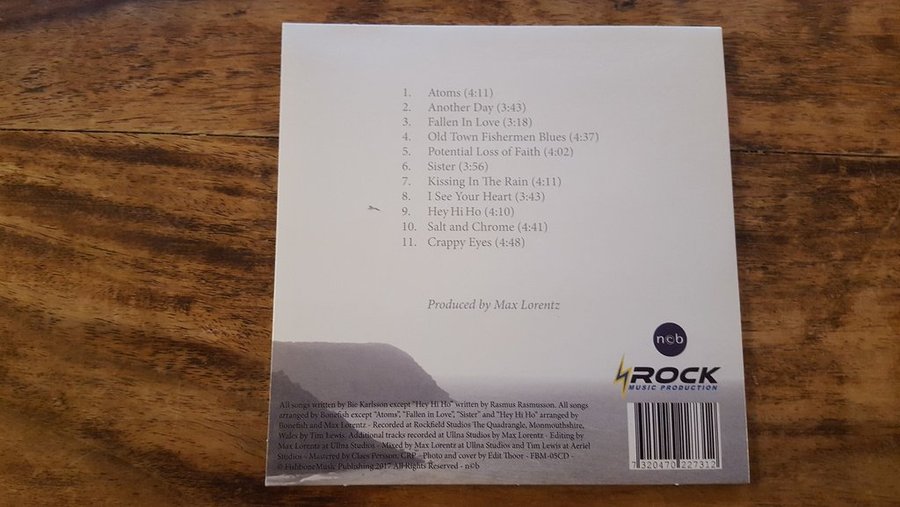 1. Atoms (4:11)
2. Another Day (3:43)
3. Fallen In Love (3:18)
4. Old Town Fishermen Blues (4:37)
5. Potential Loss of Faith (4:02)
6. Sister (3:56)
7. Kissing In The Rain (4:11)
8. I See Your Heart (3:43)
9. Hey Hi Ho (4:10)
10. Salt and Chrome (4:41)
11. Crappy Eyes (4:48)
Produced by Max Lorentz
n©b
ROCK
MUSIC PRODUCTION
All songs written by Bie Karlsson except "Hey Hi Ho" written by Rasmus Rasmusson. All songs
arranged by Bonefish except "Atoms", "Fallen in Love", "Sister" and "Hey Hi Ho" arranged by
Bonefish and Max Lorentz - Recorded at Rockfield Studios The Quadrangle, Monmouthshire,
Wales by Tim Lewis. Additional tracks recorded at Ullna Studios by Max Lorentz - Editing by
Max Lorentz at Ullna Studios - Mixed by Max Lorentz at Ullna Studios and Tim Lewis at Aeriel
Studios - Mastered by Claes Persson, CRP - Photo and cover by Edit Thoor - FBM-05CD -
© FishboneMusic Publishing 2017 All Rights Reserved - n©b
7 320470 227312